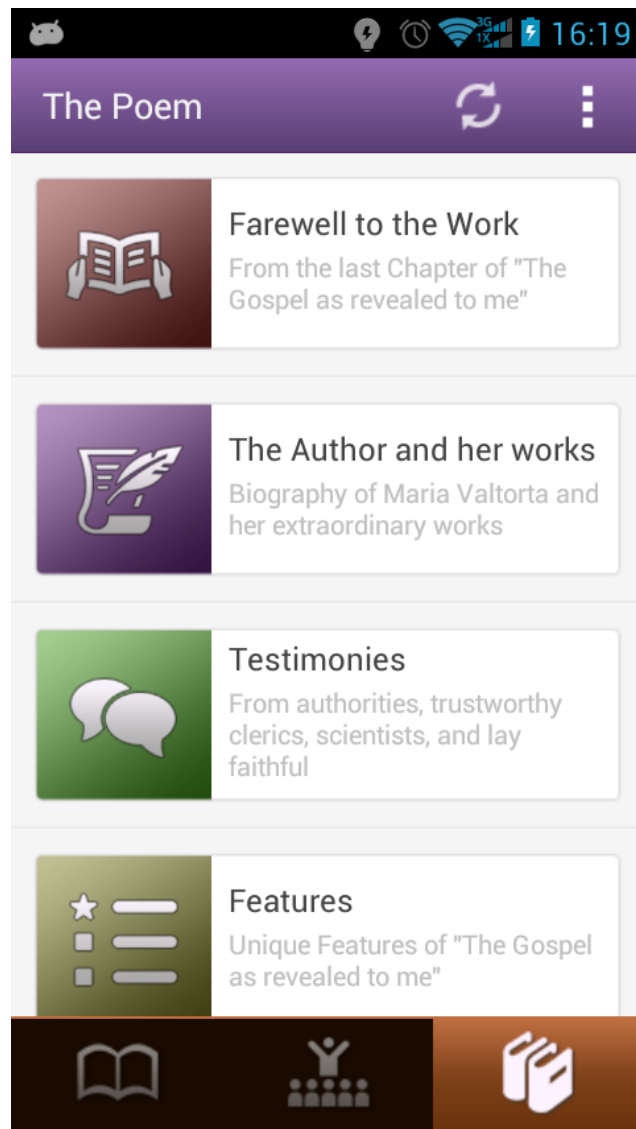 3G
1X
16:19
The Poem
Farewell to the Work
From the last Chapter of "The
Gospel as revealed to me"
The Author and her works
Biography of Maria Valtorta and
her extraordinary works
Testimonies
From authorities, trustworthy
clerics, scientists, and lay
faithful
Features
Unique Features of "The Gospel
as revealed to me"